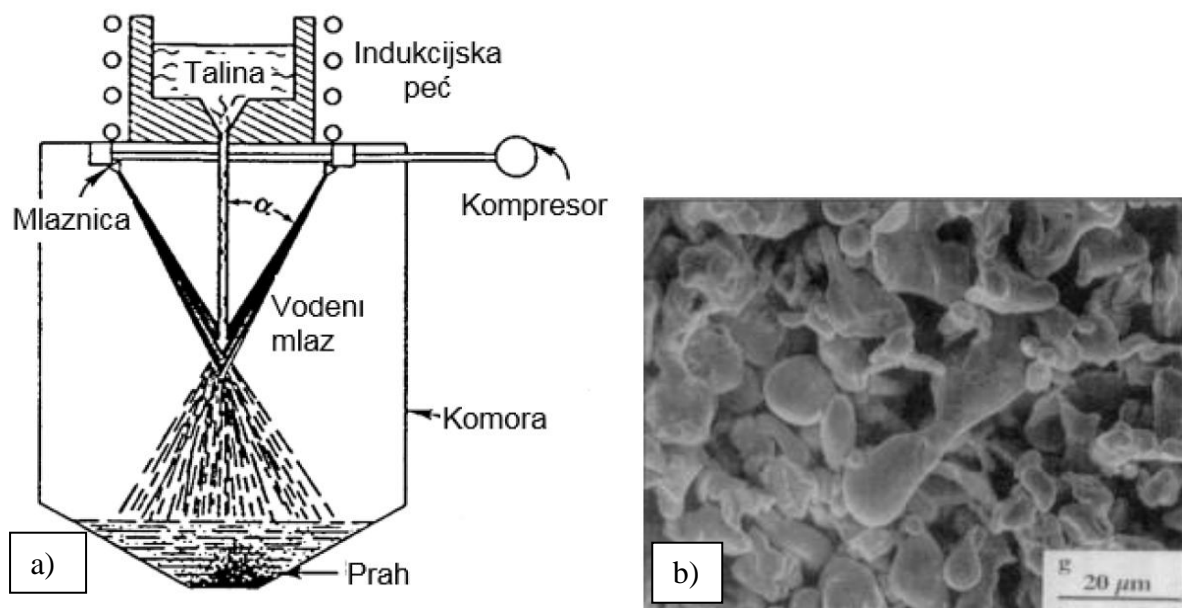 Talina
Indukcijska
peć
Mlaznica
α
Kompresor
Vodeni
mlaz
Komora
Prah
a)
b)
g
20 μm